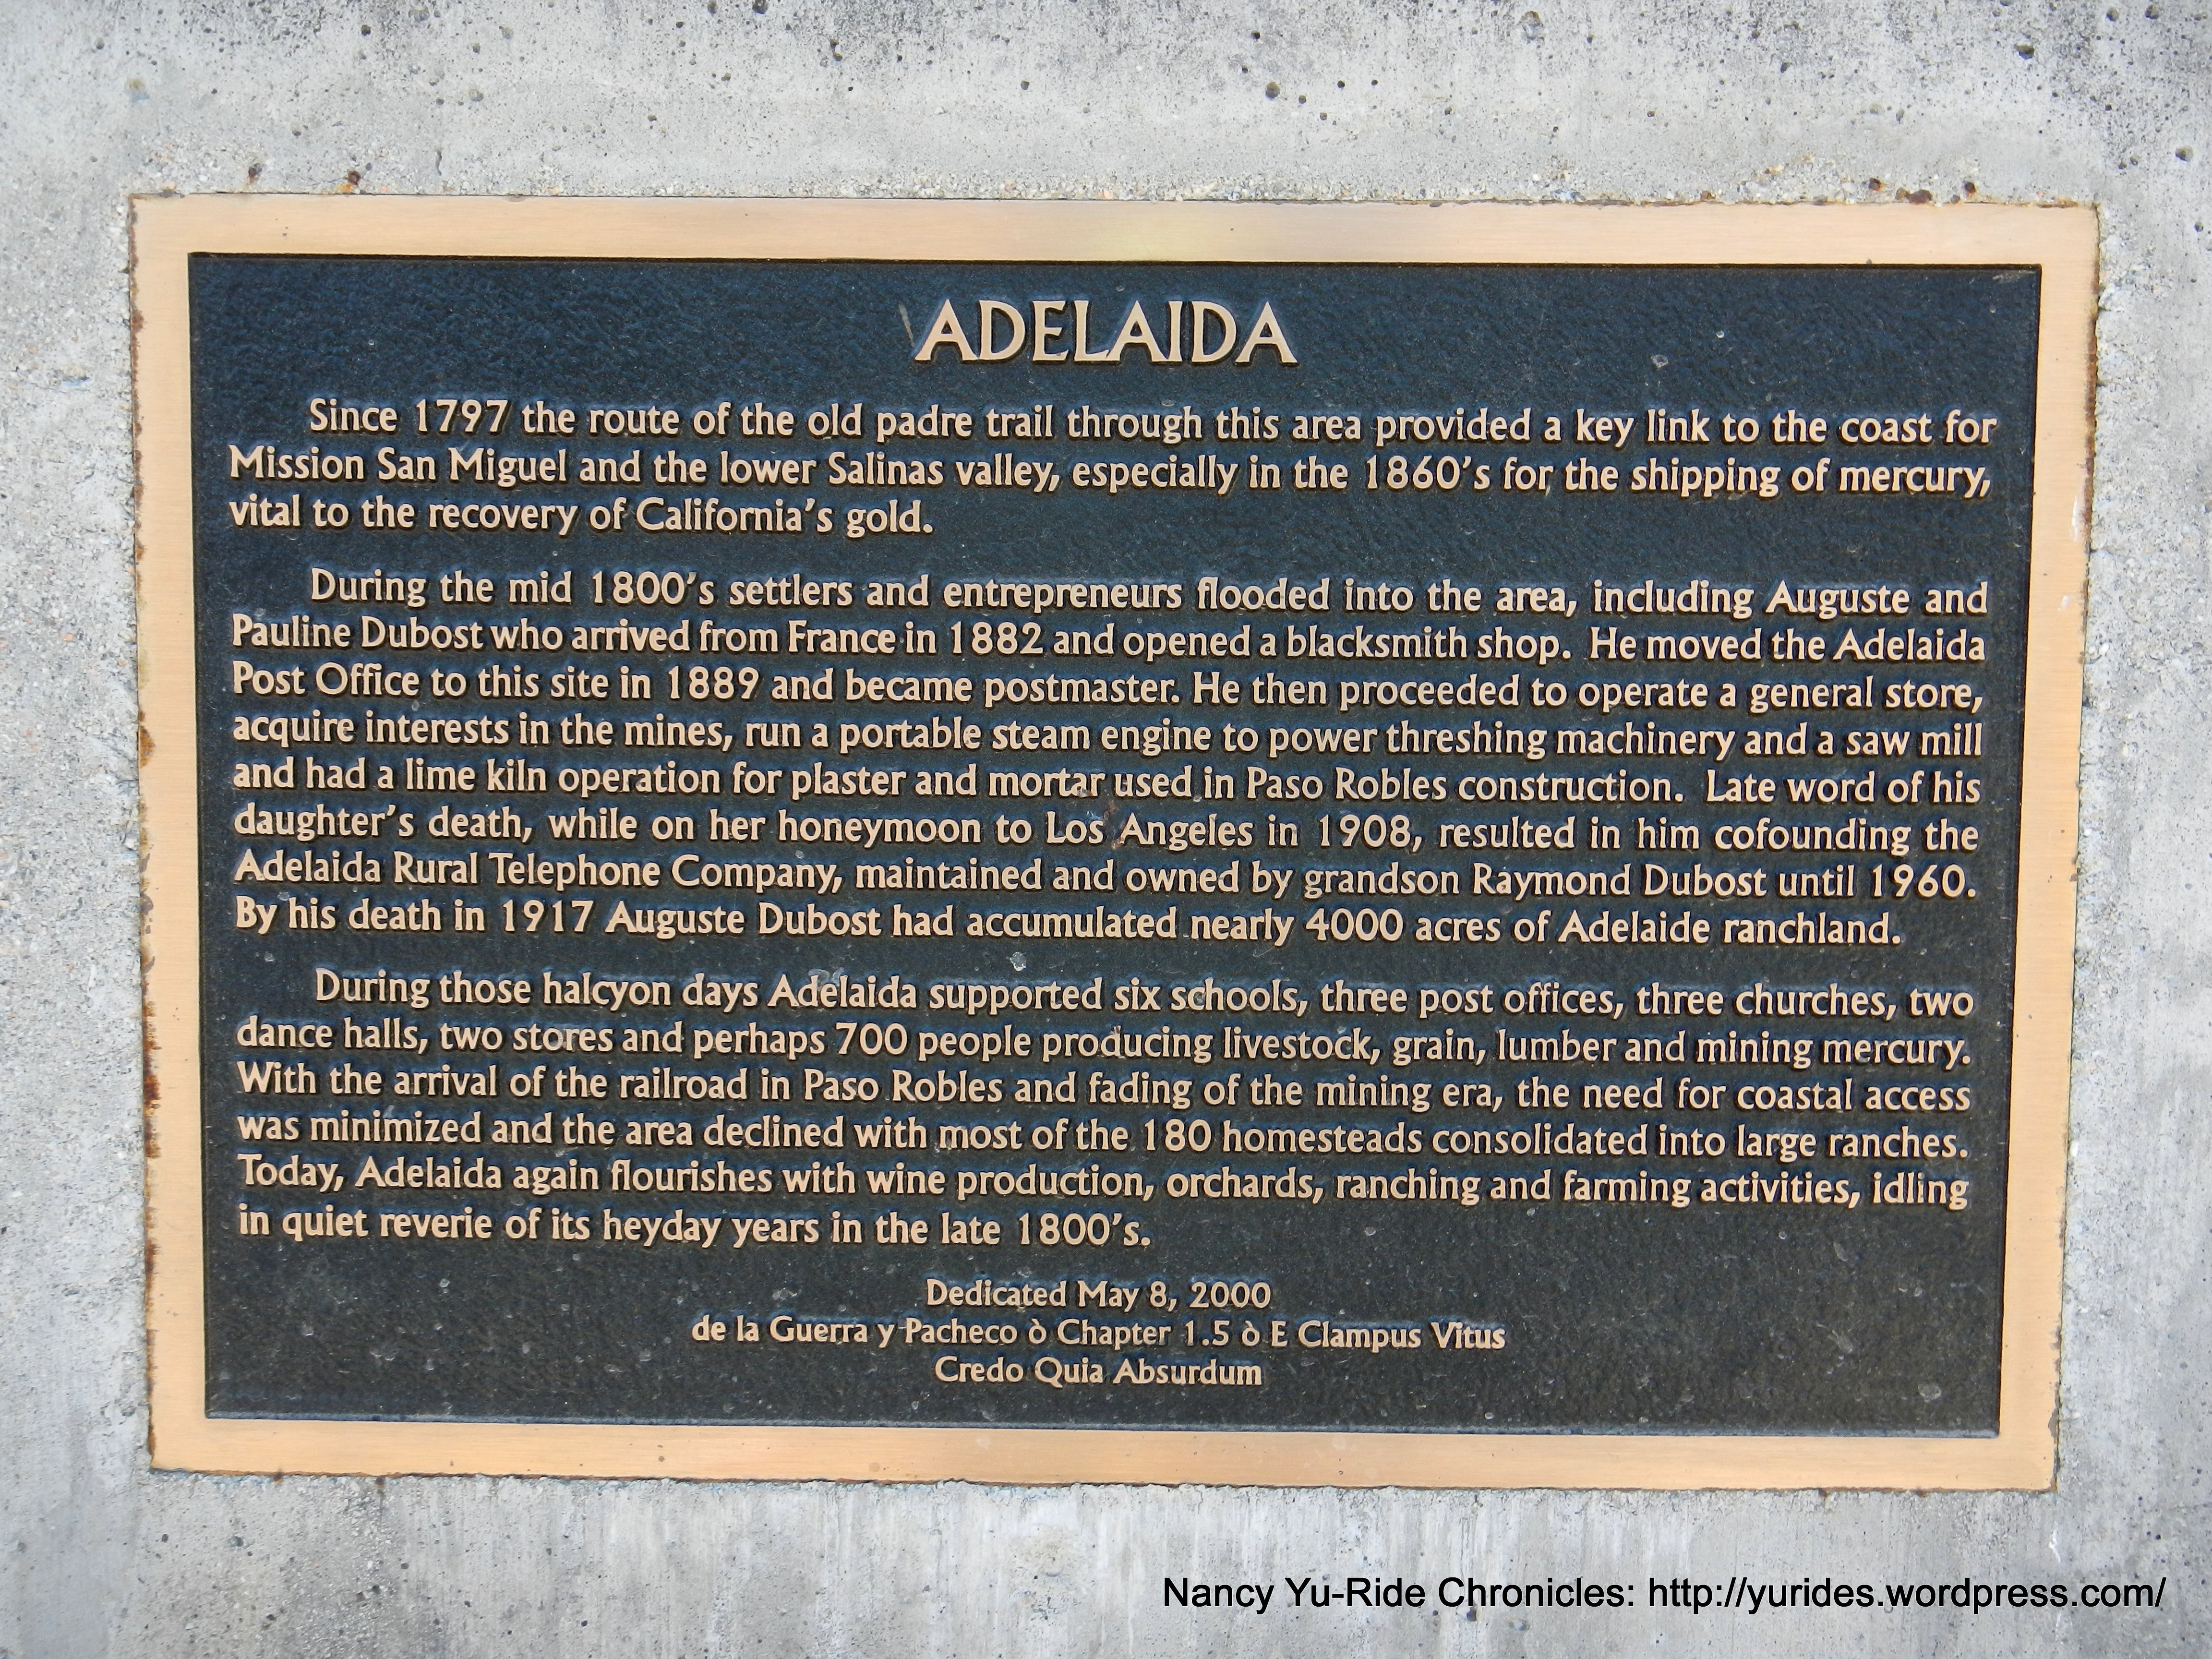 ADELAIDA
Since 1797 the route of the old padre trail through this area provided a key link to the coast for
Mission San Miguel and the lower Salinas valley, especially in the 1860's for the shipping of mercury,
vital to the recovery of California's gold.
During the mid 1800's settlers and entrepreneurs flooded into the area, including Auguste and
Pauline Dubost who arrived from France in 1882 and opened a blacksmith shop. He moved the Adelaida
Post Office to this site in 1889 and became postmaster. He then proceeded to operate a general store,
acquire interests in the mines, run a portable steam engine to power threshing machinery and a saw mill
and had a lime kiln operation for plaster and mortar used in Paso Robles construction. Late word of his
daughter's death, while on her honeymoon to Los Angeles in 1908, resulted in him cofounding the
Adelaida Rural Telephone Company, maintained and owned by grandson Raymond Dubost until 1960.
By his death in 1917 Auguste Dubost had accumulated nearly 4000 acres of Adelaide ranchland.
During those halcyon days Adelaida supported six schools, three post offices, three churches, two
dance halls, two stores and perhaps 700 people producing livestock, grain, lumber and mining mercury.
With the arrival of the railroad in Paso Robles and fading of the mining era, the need for coastal access
was minimized and the area declined with most of the 180 homesteads consolidated into large ranches.
Today, Adelaida again flourishes with wine production, orchards, ranching and farming activities, idling
in quiet reverie of its heyday years in the late 1800's.
Dedicated May 8, 2000
de la Guerra y Pacheco ò Chapter 1.5 ò E Clampus Vitus
Credo Quia Absurdum
Nancy Yu-Ride Chronicles: http://yurides.wordpress.com/